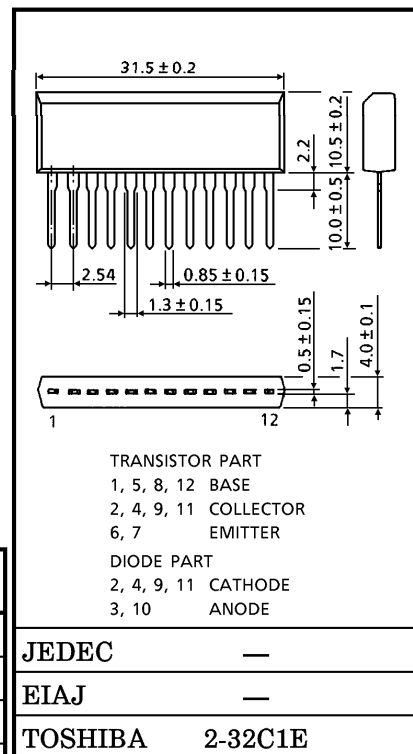 31.5 ± 0.2
2.2
10.5 ± 0.2
10.0 ± 0.5
2.54
0.85 ± 0.15
1.3 ± 0.15
0.5 ± 0.15
1.7
4.0 ± 0.1
1
12
TRANSISTOR PART
1, 5, 8, 12 BASE
2, 4, 9, 11 COLLECTOR
6, 7 EMITTER
DIODE PART
2, 4, 9, 11 CATHODE
3, 10 ANODE
JEDEC —
EIAJ —
TOSHIBA 2-32C1E